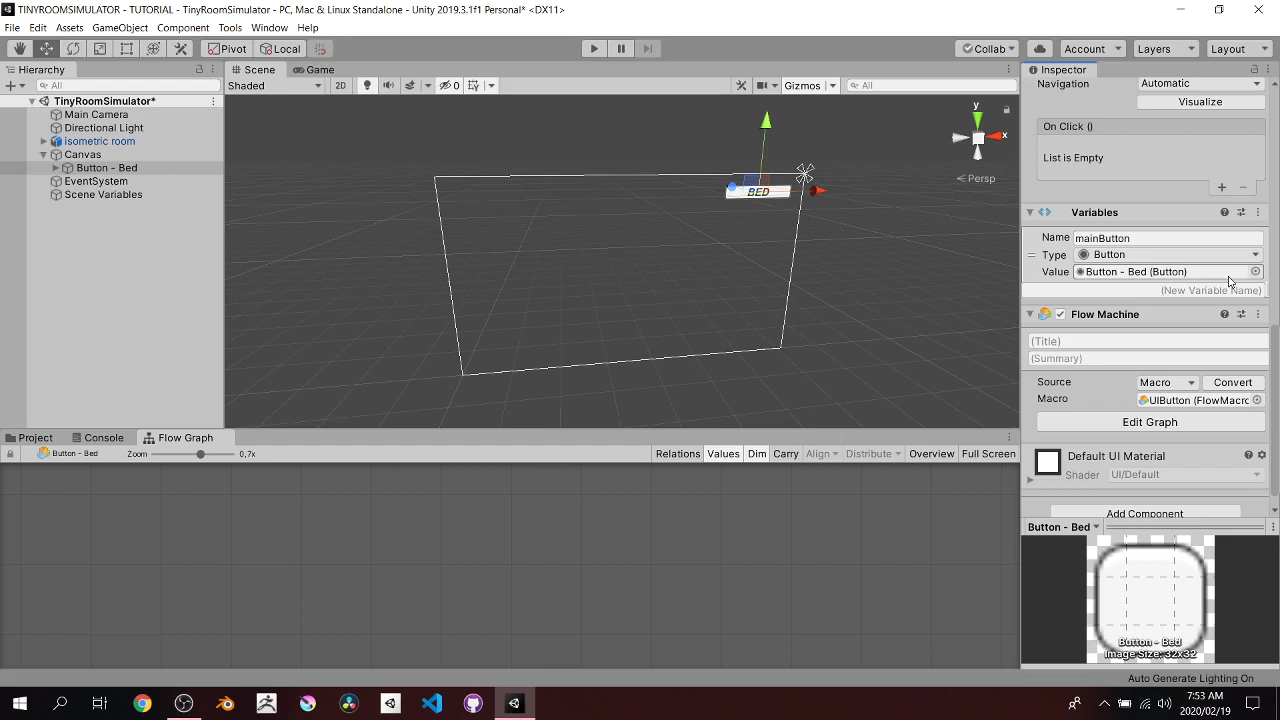 TINYROOMSIMULATOR - TUTORIAL - TinyRoomSimulator - PC, Mac & Linux Standalone - Unity 2019.3.1f1 Personal* <DX11>
File Edit Assets GameObject Component Tools Window Help
Pivot Local Collab Account Layers Layout
Hierarchy Scene Game Inspector
All Shaded 2D 0 Gizmos All
TinyRoomSimulator*
Main Camera
Directional Light
isometric room
Canvas
Button - Bed
EventSystem
Scene Variables
y
x
Persp
BED
Navigation Automatic
Visualize
On Click ()
List is Empty
Variables
Name mainButton
Type Button
Value Button - Bed (Button)
(New Variable Name)
Flow Machine
(Title)
(Summary)
Source Macro Convert
Macro UIButton (FlowMacro
Edit Graph
Default UI Material
Shader UI/Default
Add Component
Button - Bed
Button - Bed
Image Size: 32x32
Project Console Flow Graph
Button - Bed Zoom 0,7x Relations Values Dim Carry Align Distribute Overview Full Screen
Auto Generate Lighting On
7:53 AM
2020/02/19